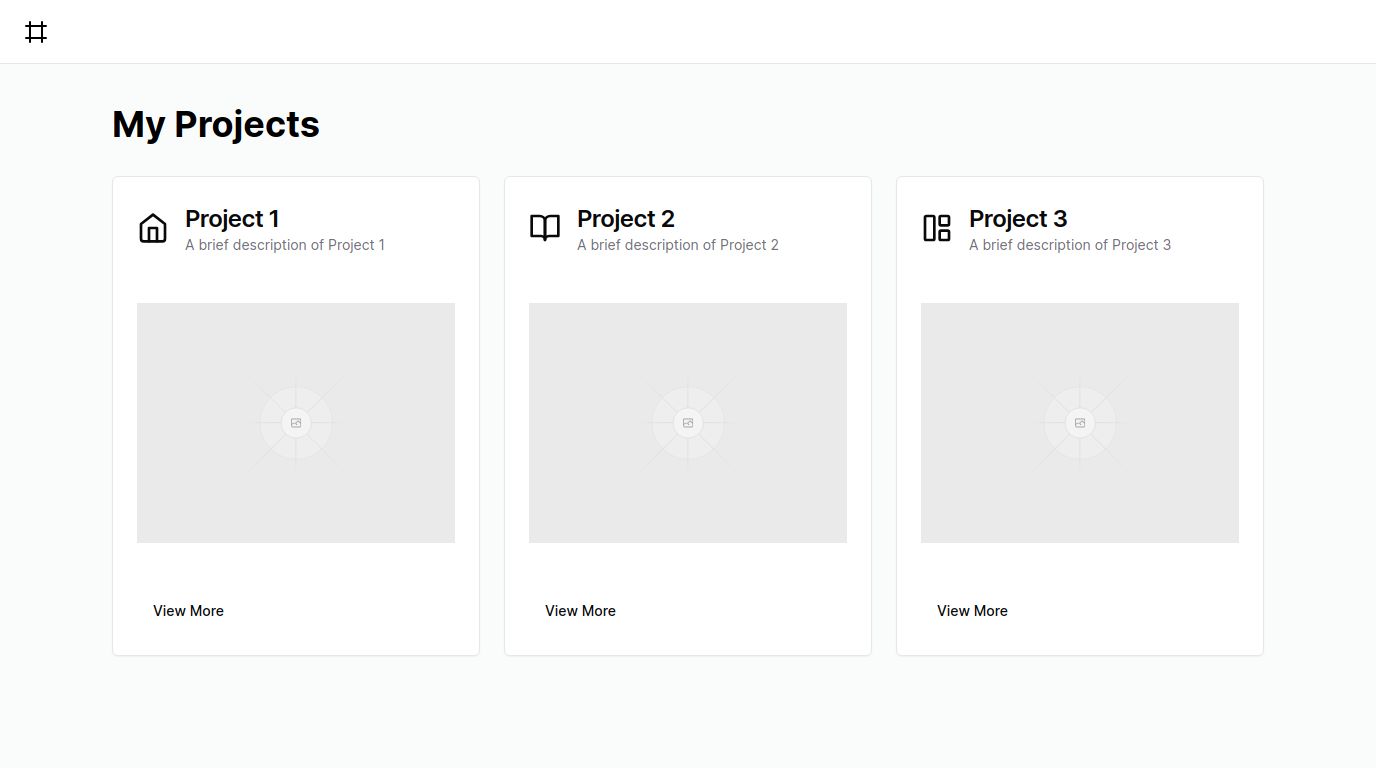 My Projects
Project 1
A brief description of Project 1
View More
Project 2
A brief description of Project 2
View More
Project 3
A brief description of Project 3
View More